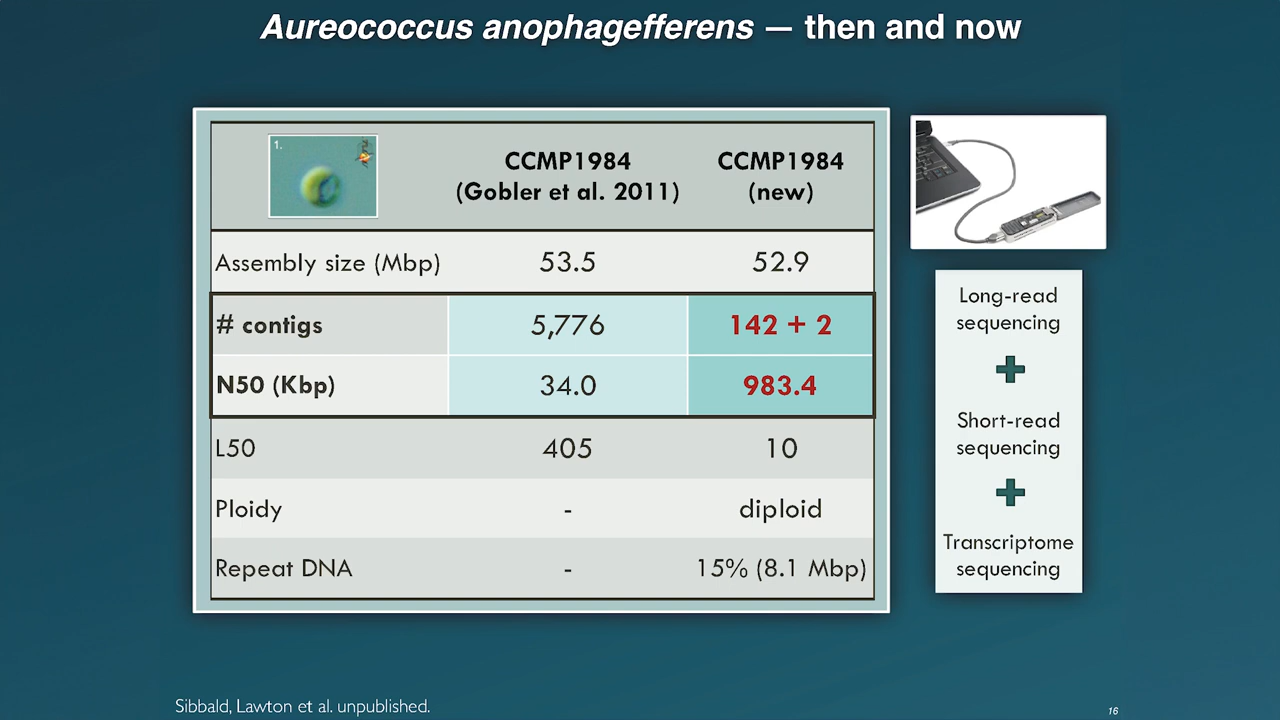 Aureococcus anophagefferens — then and now
1.
CCMP1984
(Gobler et al. 2011)
CCMP1984
(new)
Assembly size (Mbp) 53.5 52.9
# contigs 5,776 142 + 2
N50 (Kbp) 34.0 983.4
L50 405 10
Ploidy - diploid
Repeat DNA - 15% (8.1 Mbp)
Long-read
sequencing
Short-read
sequencing
Transcriptome
sequencing
Sibbald, Lawton et al. unpublished.
16